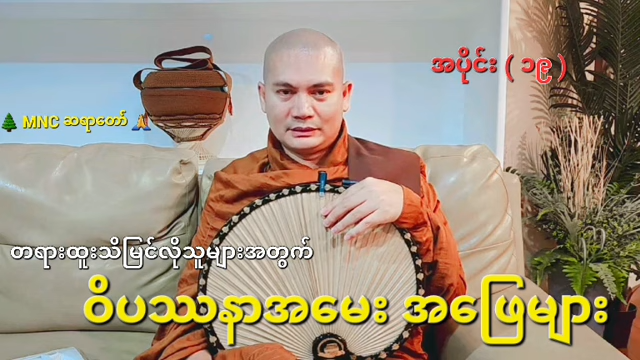 အပိုင်း ( ၁၉ )
🌲 MNC ဆရာတော် 🙏
တရားထူးသိမြင်လိုသူများအတွက်
ဝိပဿနာအမေး အဖြေများ